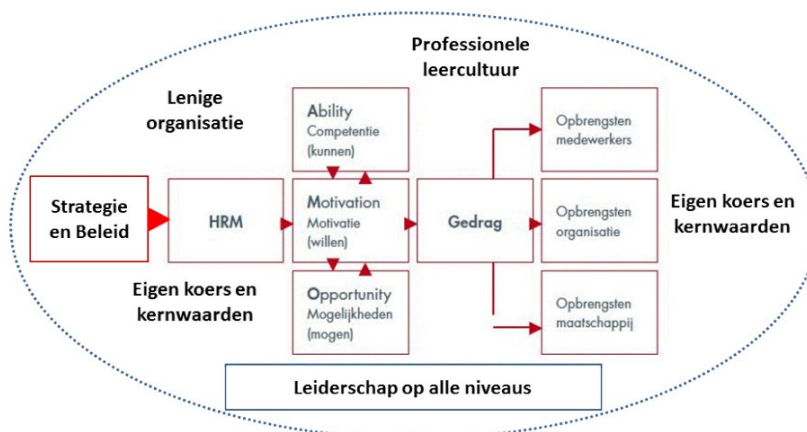 Professionele
leercultuur
Lenige
organisatie
Ability
Competentie
(kunnen)
Opbrengsten
medewerkers
Strategie
en Beleid
HRM
Motivation
Motivatie
(willen)
Gedrag
Opbrengsten
organisatie
Eigen koers en
kernwaarden
Eigen koers en
kernwaarden
Opportunity
Mogelijkheden
(mogen)
Opbrengsten
maatschappij
Leiderschap op alle niveaus